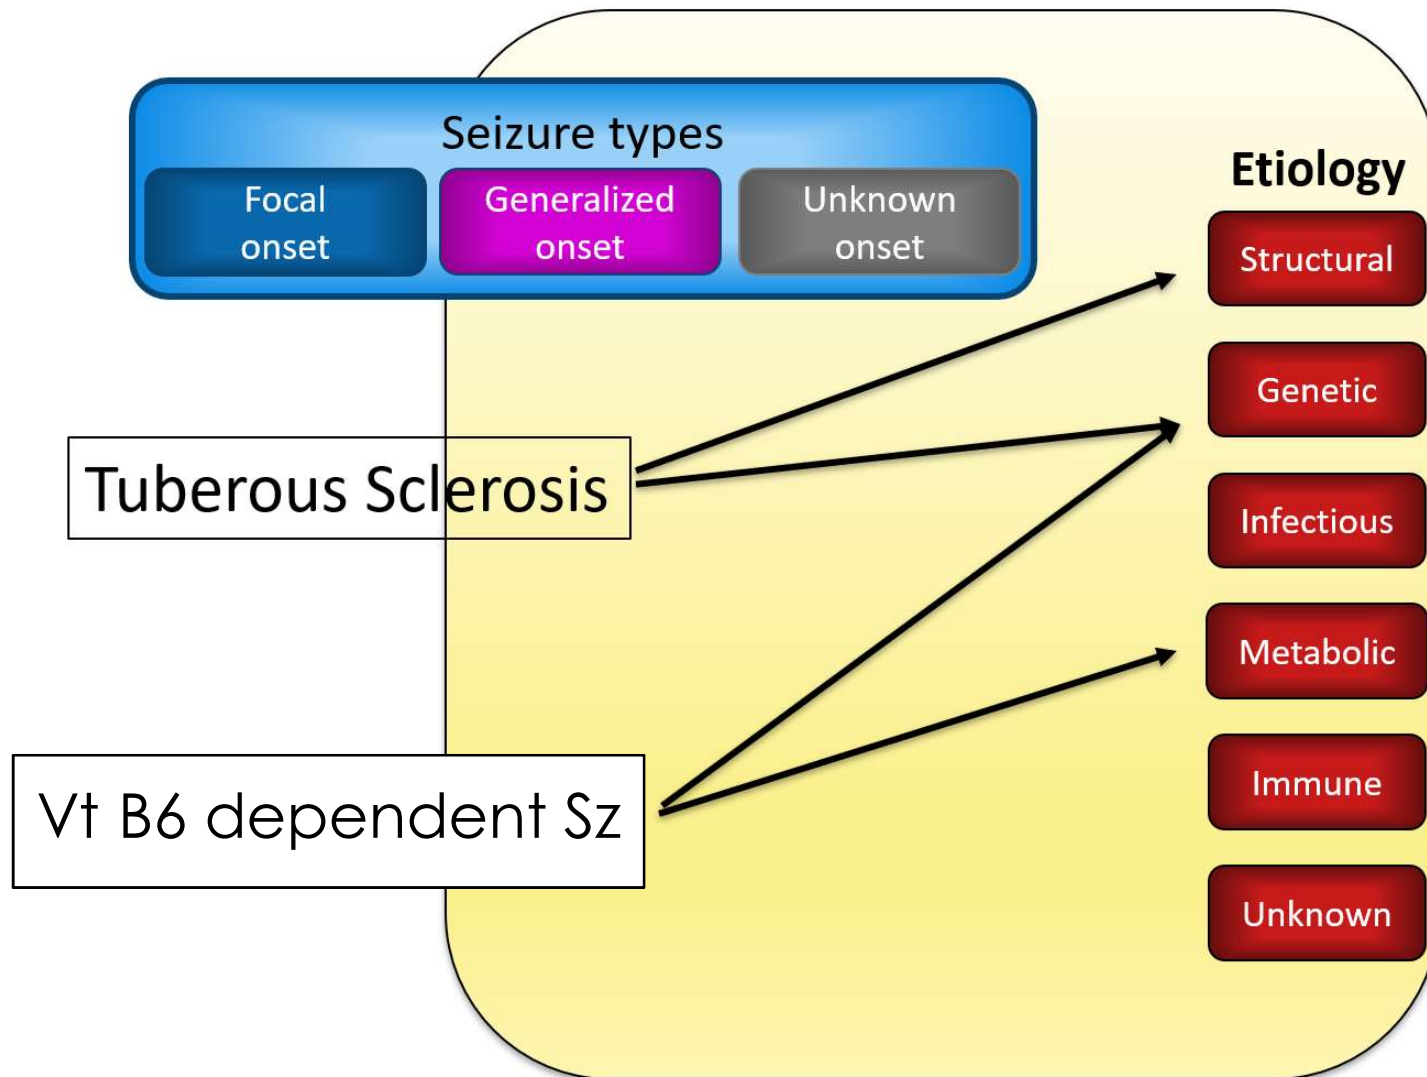 Seizure types
Focal
onset
Generalized
onset
Unknown
onset
Etiology
Structural
Genetic
Infectious
Metabolic
Immune
Unknown
Tuberous Sclerosis
Vt B6 dependent Sz